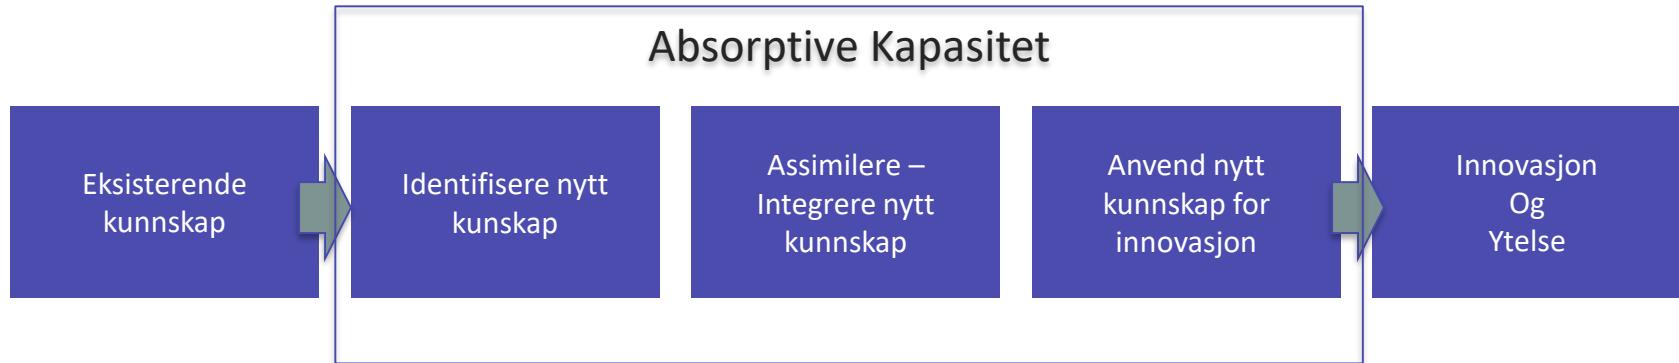 Absorptive Kapasitet
Eksisterende
kunnskap
Identifisere nytt
kunskap
Assimilere –
Integrere nytt
kunnskap
Anvend nytt
kunnskap for
innovasjon
Innovasjon
Og
Ytelse